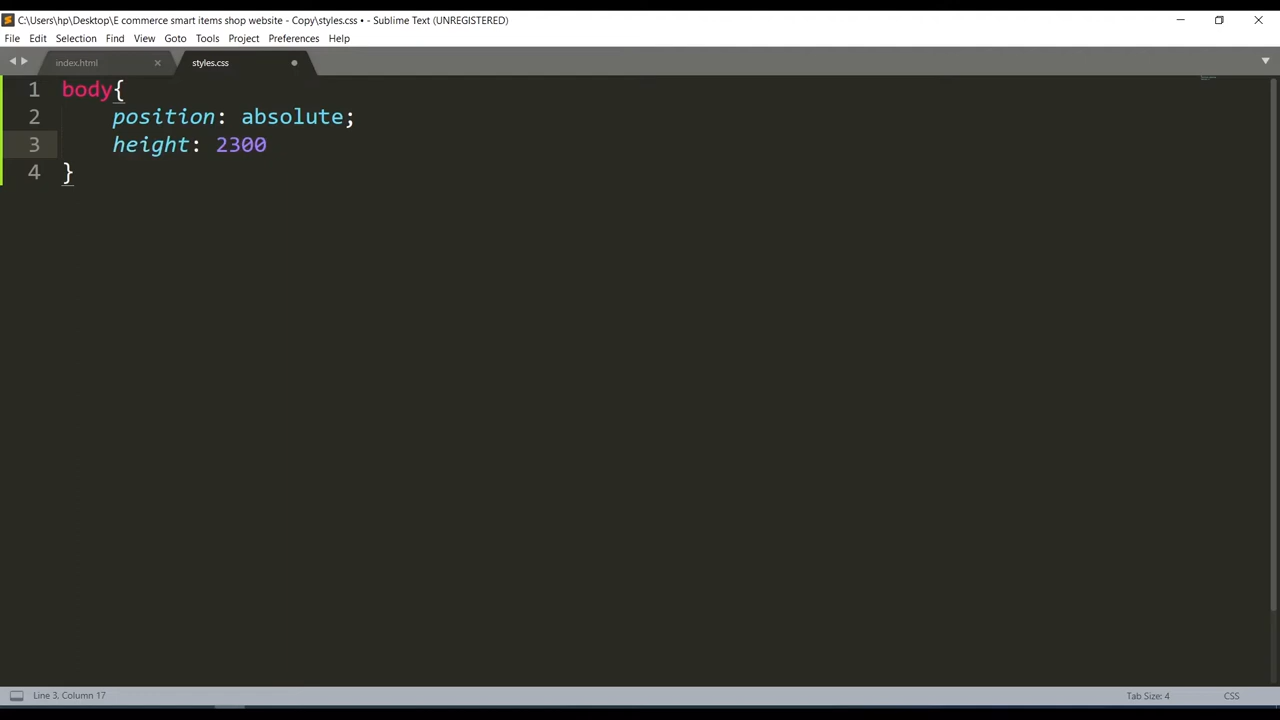 C:\Users\hp\Desktop\E commerce smart items shop website - Copy\styles.css • - Sublime Text (UNREGISTERED)
File Edit Selection Find View Goto Tools Project Preferences Help
index.html styles.css
1 body{
2 position: absolute;
3 height: 2300
4 }
Line 3, Column 17 Tab Size: 4 CSS